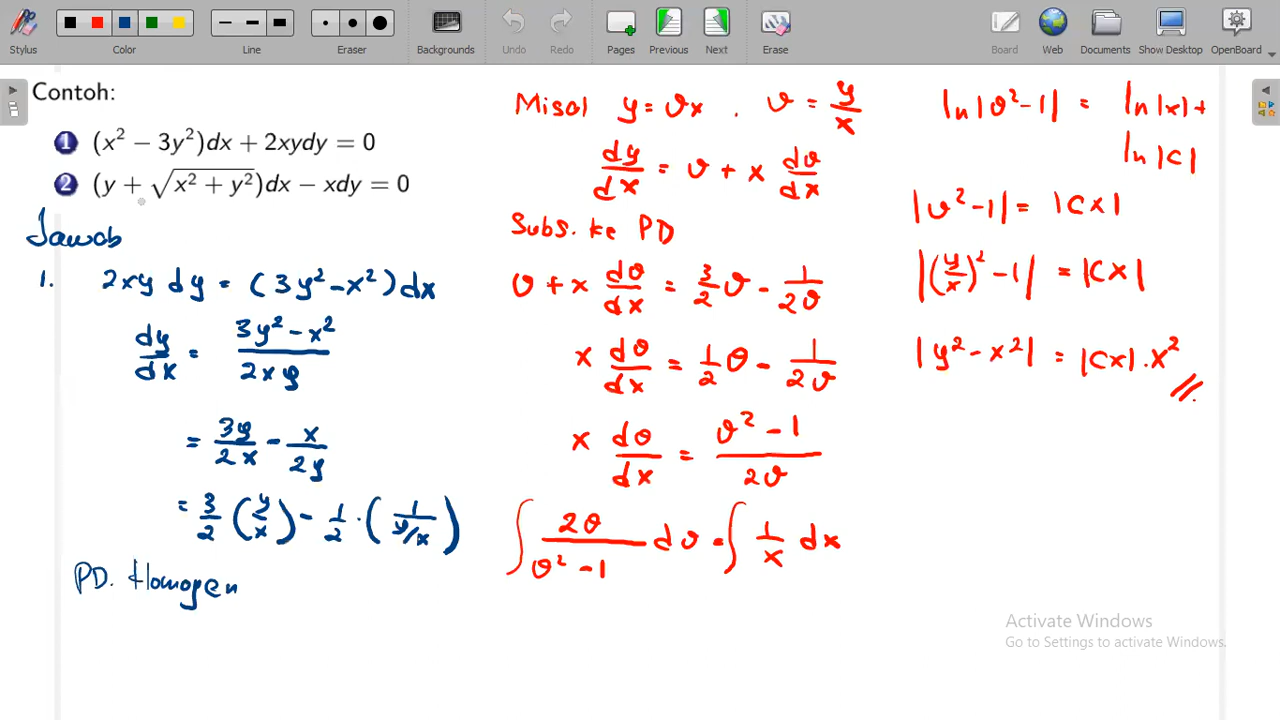 Stylus
Color
Line
Eraser
Backgrounds
Undo
Redo
Pages
Previous
Next
Erase
Board
Web
Documents
Show Desktop
OpenBoard
Contoh:
1 (x² − 3y²)dx + 2xydy = 0
2 (y + √(x² + y²))dx − xdy = 0
Jawab
1. 2xy dy = (3y² − x²) dx
dy/dx = (3y² − x²)/(2xy)
= 3y/2x − x/2y
= 3/2 (y/x) − 1/2 · (1/(y/x))
PD. Homogen
Misal y = vx . v = y/x
dy/dx = v + x dv/dx
Subs. ke PD
v + x dv/dx = 3/2 v − 1/2v
x dv/dx = 1/2 v − 1/2v
x dv/dx = (v² − 1)/2v
∫ 2v/(v² − 1) dv = ∫ 1/x dx
ln|v² − 1| = ln|x| +
ln|c|
|v² − 1| = |cx|
|(y/x)² − 1| = |cx|
|y² − x²| = |cx| . x² //
Activate Windows
Go to Settings to activate Windows.